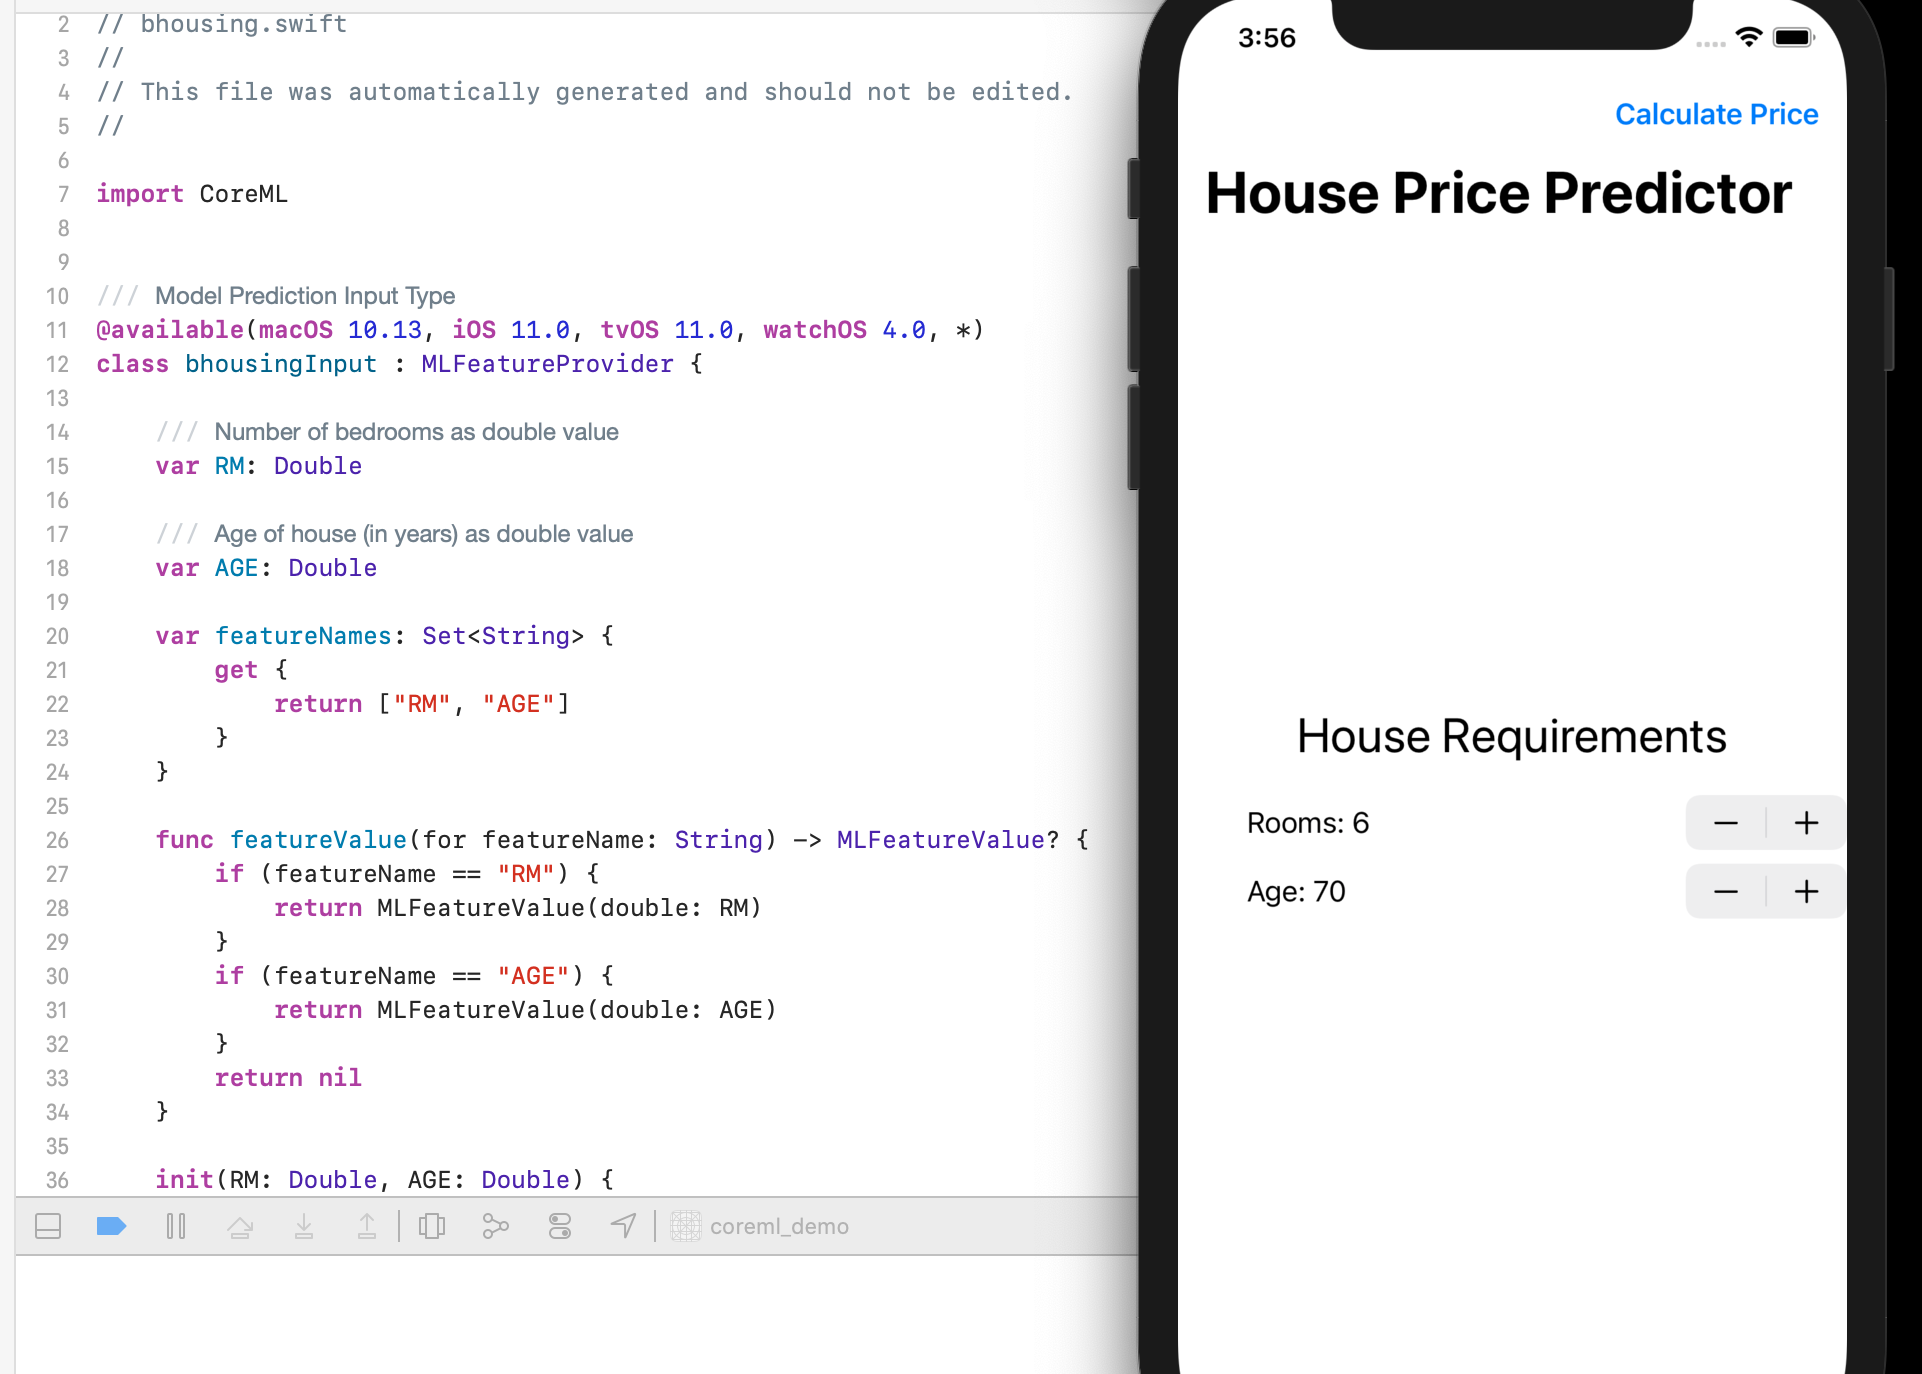 2 // bhousing.swift
3 //
4 // This file was automatically generated and should not be edited.
5 //
6
7 import CoreML
8
9
10 /// Model Prediction Input Type
11 @available(macOS 10.13, iOS 11.0, tvOS 11.0, watchOS 4.0, *)
12 class bhousingInput : MLFeatureProvider {
13
14     /// Number of bedrooms as double value
15     var RM: Double
16
17     /// Age of house (in years) as double value
18     var AGE: Double
19
20     var featureNames: Set<String> {
21         get {
22             return ["RM", "AGE"]
23         }
24     }
25
26     func featureValue(for featureName: String) -> MLFeatureValue? {
27         if (featureName == "RM") {
28             return MLFeatureValue(double: RM)
29         }
30         if (featureName == "AGE") {
31             return MLFeatureValue(double: AGE)
32         }
33         return nil
34     }
35
36     init(RM: Double, AGE: Double) {
coreml_demo
3:56
Calculate Price
House Price Predictor
House Requirements
Rooms: 6 − +
Age: 70 − +